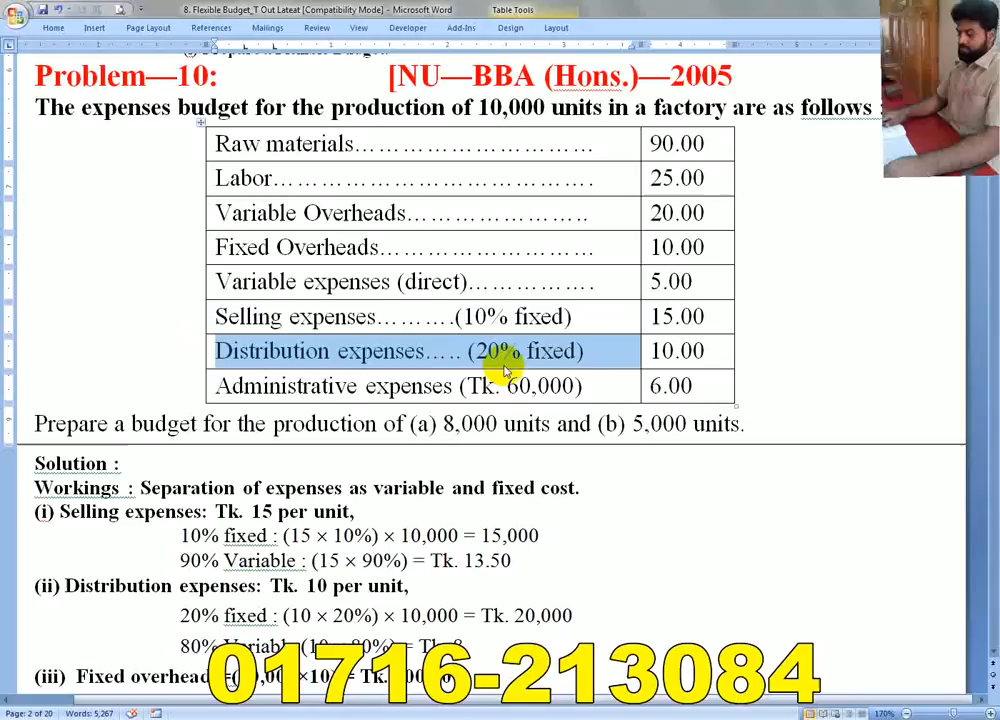 8. Flexible Budget_T Out Lateat [Compatibility Mode] - Microsoft Word
Table Tools
Home Insert Page Layout References Mailings Review View Developer Add-Ins Design Layout
Problem—10: [NU—BBA (Hons.)—2005
The expenses budget for the production of 10,000 units in a factory are as follows :
Raw materials……………………… 90.00
Labor……………………………. 25.00
Variable Overheads………………….. 20.00
Fixed Overheads……………………… 10.00
Variable expenses (direct)……………. 5.00
Selling expenses……….(10% fixed) 15.00
Distribution expenses….. (20% fixed) 10.00
Administrative expenses (Tk. 60,000) 6.00
Prepare a budget for the production of (a) 8,000 units and (b) 5,000 units.
Solution :
Workings : Separation of expenses as variable and fixed cost.
(i) Selling expenses: Tk. 15 per unit,
10% fixed : (15 × 10%) × 10,000 = 15,000
90% Variable : (15 × 90%) = Tk. 13.50
(ii) Distribution expenses: Tk. 10 per unit,
20% fixed : (10 × 20%) × 10,000 = Tk. 20,000
80%
(iii) Fixed overhead
01716-213084
Page: 2 of 20 Words: 5,267 170%